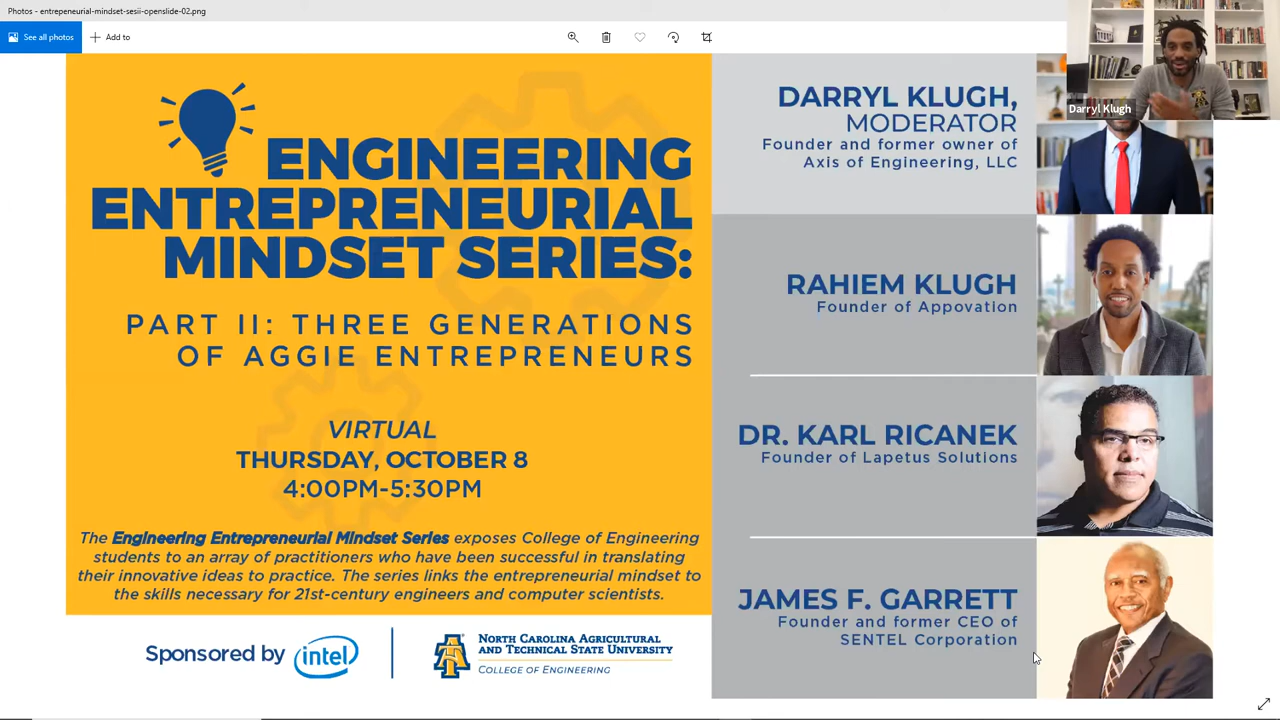 Photos - entrepeneurial-mindset-sesii-openslide-02.png
See all photos
Add to
Darryl Klugh
ENGINEERING
ENTREPRENEURIAL
MINDSET SERIES:
PART II: THREE GENERATIONS
OF AGGIE ENTREPRENEURS
VIRTUAL
THURSDAY, OCTOBER 8
4:00PM-5:30PM
The Engineering Entrepreneurial Mindset Series exposes College of Engineering
students to an array of practitioners who have been successful in translating
their innovative ideas to practice. The series links the entrepreneurial mindset to
the skills necessary for 21st-century engineers and computer scientists.
Sponsored by intel
NORTH CAROLINA AGRICULTURAL
AND TECHNICAL STATE UNIVERSITY
COLLEGE OF ENGINEERING
DARRYL KLUGH,
MODERATOR
Founder and former owner of
Axis of Engineering, LLC
RAHIEM KLUGH
Founder of Appovation
DR. KARL RICANEK
Founder of Lapetus Solutions
JAMES F. GARRETT
Founder and former CEO of
SENTEL Corporation